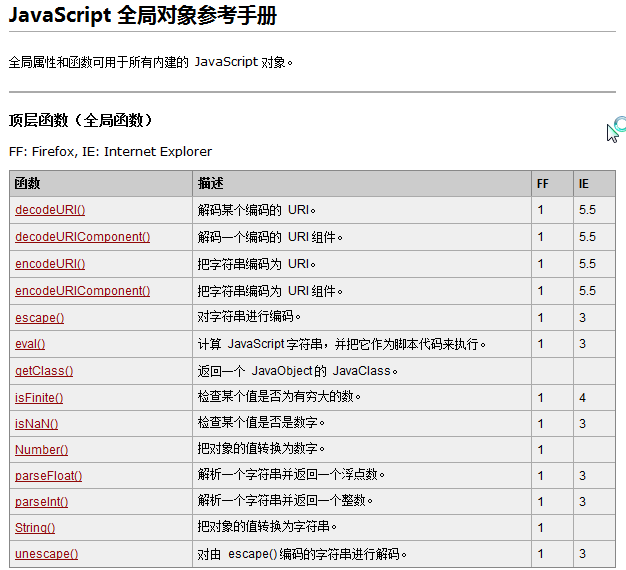 JavaScript 全局对象参考手册
全局属性和函数可用于所有内建的 JavaScript 对象。
顶层函数（全局函数）
FF: Firefox, IE: Internet Explorer
函数 描述 FF IE
decodeURI() 解码某个编码的 URI。 1 5.5
decodeURIComponent() 解码一个编码的 URI 组件。 1 5.5
encodeURI() 把字符串编码为 URI。 1 5.5
encodeURIComponent() 把字符串编码为 URI 组件。 1 5.5
escape() 对字符串进行编码。 1 3
eval() 计算 JavaScript 字符串，并把它作为脚本代码来执行。 1 3
getClass() 返回一个 JavaObject 的 JavaClass。
isFinite() 检查某个值是否为有穷大的数。 1 4
isNaN() 检查某个值是否是数字。 1 3
Number() 把对象的值转换为数字。 1
parseFloat() 解析一个字符串并返回一个浮点数。 1 3
parseInt() 解析一个字符串并返回一个整数。 1 3
String() 把对象的值转换为字符串。 1
unescape() 对由 escape() 编码的字符串进行解码。 1 3